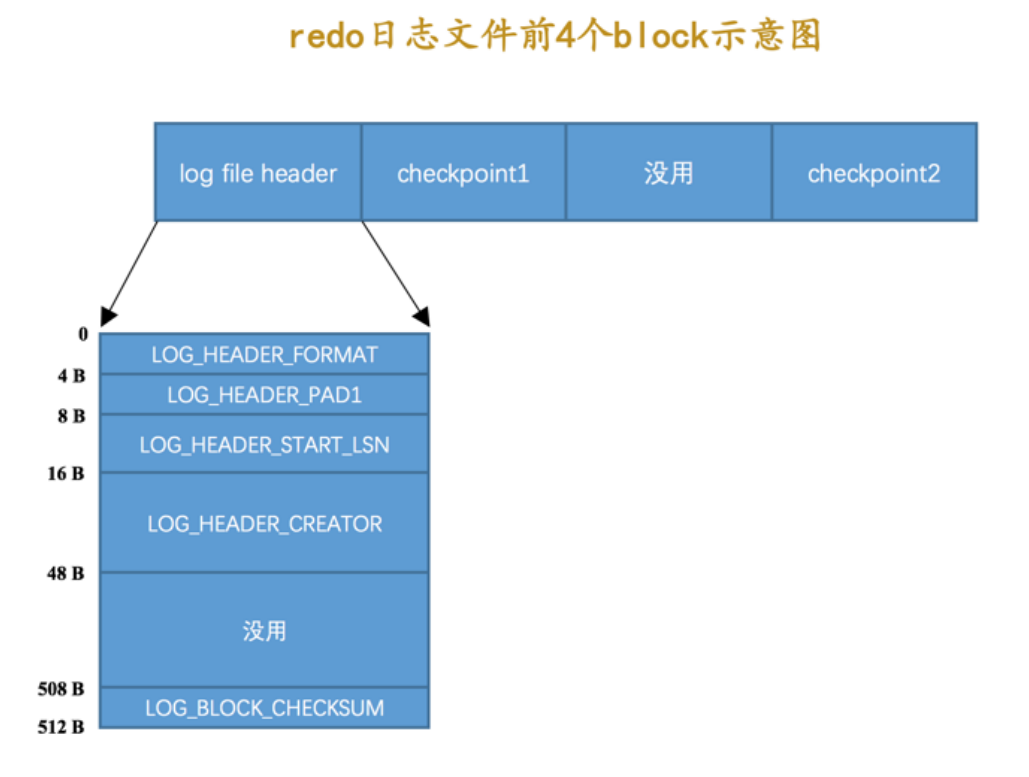 redo日志文件前4个block示意图
log file header
checkpoint1
没用
checkpoint2
0
LOG_HEADER_FORMAT
4 B
LOG_HEADER_PAD1
8 B
LOG_HEADER_START_LSN
16 B
LOG_HEADER_CREATOR
48 B
没用
508 B
LOG_BLOCK_CHECKSUM
512 B